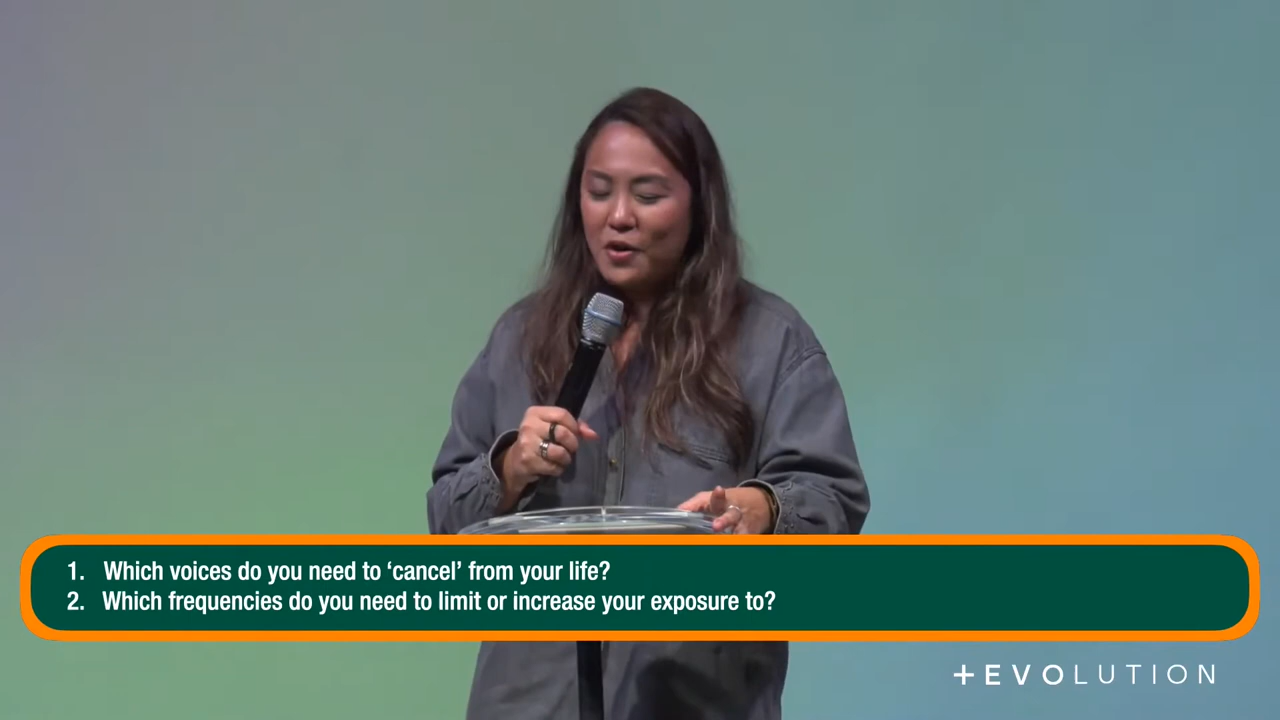 1. Which voices do you need to ‘cancel’ from your life?
2. Which frequencies do you need to limit or increase your exposure to?
+EVOLUTION